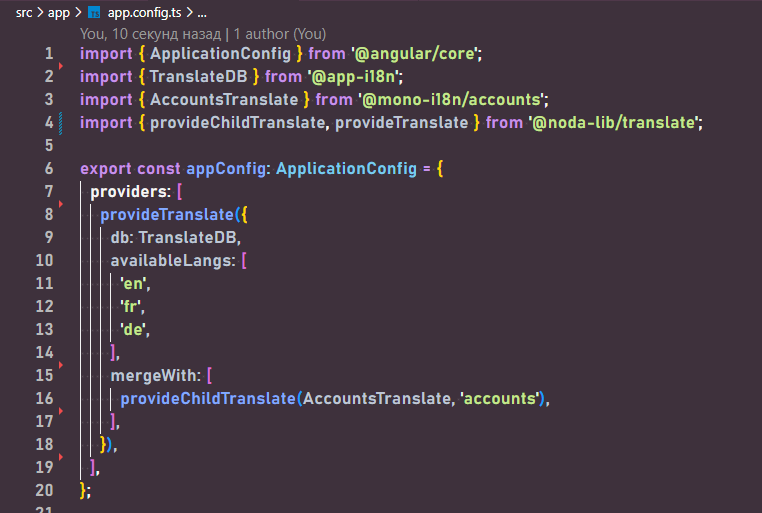 src > app > app.config.ts > ...
You, 10 секунд назад | 1 author (You)
1 import { ApplicationConfig } from '@angular/core';
2 import { TranslateDB } from '@app-i18n';
3 import { AccountsTranslate } from '@mono-i18n/accounts';
4 import { provideChildTranslate, provideTranslate } from '@noda-lib/translate';
5
6 export const appConfig: ApplicationConfig = {
7 providers: [
8 provideTranslate({
9 db: TranslateDB,
10 availableLangs: [
11 'en',
12 'fr',
13 'de',
14 ],
15 mergeWith: [
16 provideChildTranslate(AccountsTranslate, 'accounts'),
17 ],
18 }),
19 ],
20 };
21